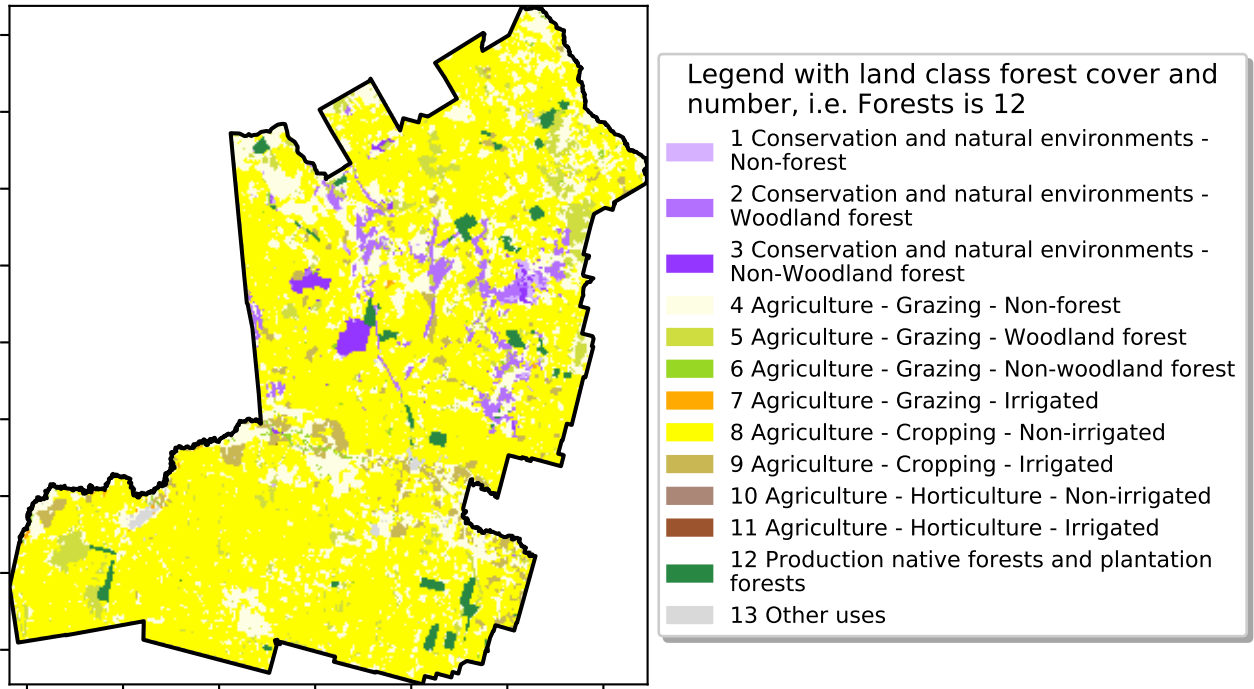 Legend with land class forest cover and
number, i.e. Forests is 12
1 Conservation and natural environments -
Non-forest
2 Conservation and natural environments -
Woodland forest
3 Conservation and natural environments -
Non-Woodland forest
4 Agriculture - Grazing - Non-forest
5 Agriculture - Grazing - Woodland forest
6 Agriculture - Grazing - Non-woodland forest
7 Agriculture - Grazing - Irrigated
8 Agriculture - Cropping - Non-irrigated
9 Agriculture - Cropping - Irrigated
10 Agriculture - Horticulture - Non-irrigated
11 Agriculture - Horticulture - Irrigated
12 Production native forests and plantation
forests
13 Other uses